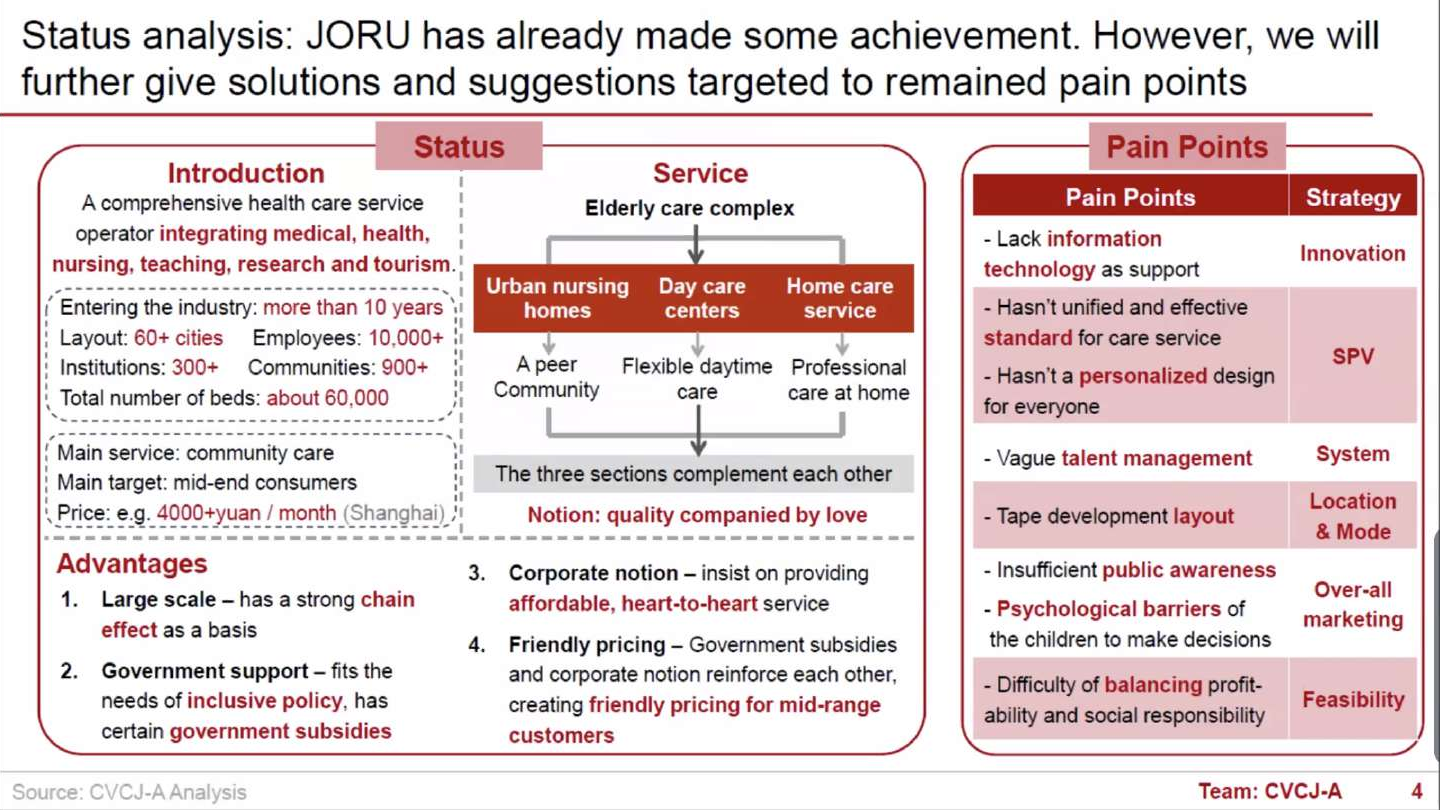 Status analysis: JORU has already made some achievement. However, we will
further give solutions and suggestions targeted to remained pain points
Status
Introduction
A comprehensive health care service
operator integrating medical, health,
nursing, teaching, research and tourism.
Entering the industry: more than 10 years
Layout: 60+ cities Employees: 10,000+
Institutions: 300+ Communities: 900+
Total number of beds: about 60,000
Main service: community care
Main target: mid-end consumers
Price: e.g. 4000+yuan / month (Shanghai)
Service
Elderly care complex
Urban nursing
homes
Day care
centers
Home care
service
A peer
Community
Flexible daytime
care
Professional
care at home
The three sections complement each other
Notion: quality companied by love
Advantages
1. Large scale – has a strong chain
effect as a basis
2. Government support – fits the
needs of inclusive policy, has
certain government subsidies
3. Corporate notion – insist on providing
affordable, heart-to-heart service
4. Friendly pricing – Government subsidies
and corporate notion reinforce each other,
creating friendly pricing for mid-range
customers
Pain Points
Pain Points Strategy
- Lack information
technology as support
Innovation
- Hasn't unified and effective
standard for care service
- Hasn't a personalized design
for everyone
SPV
- Vague talent management
System
- Tape development layout
Location
& Mode
- Insufficient public awareness
- Psychological barriers of
the children to make decisions
Over-all
marketing
- Difficulty of balancing profit-
ability and social responsibility
Feasibility
Source: CVCJ-A Analysis
Team: CVCJ-A
4